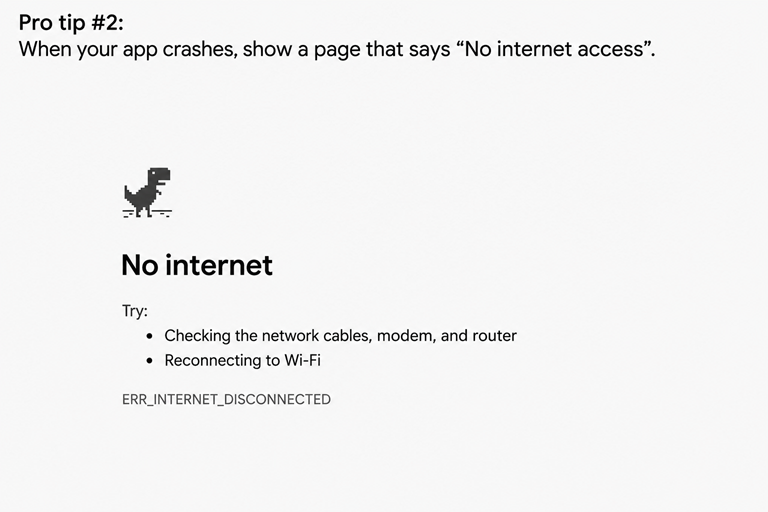 Pro tip #2:
When your app crashes, show a page that says “No internet access”.
No internet
Try:
• Checking the network cables, modem, and router
• Reconnecting to Wi-Fi
ERR_INTERNET_DISCONNECTED